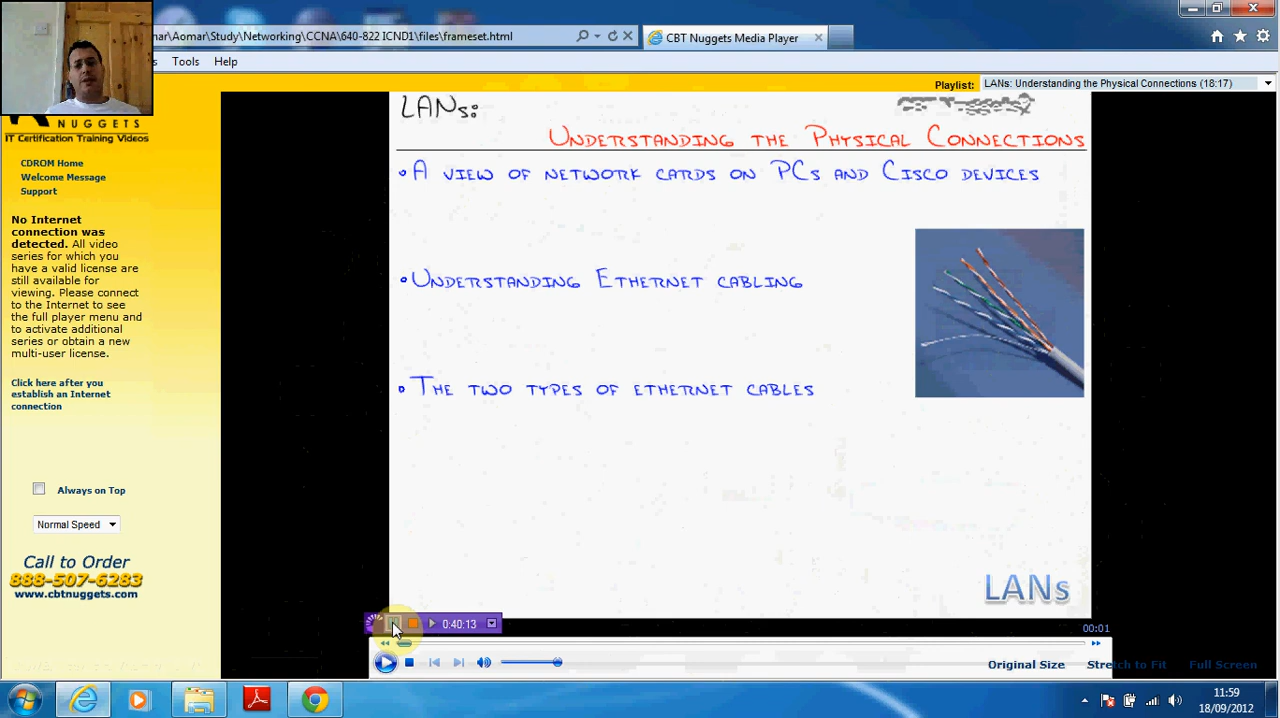 nar/Aomar/Study/Networking/CCNA/640-822 ICND1/files/frameset.html
CBT Nuggets Media Player
Tools Help
Playlist: LANs: Understanding the Physical Connections (18:17)
NUGGETS
IT Certification Training Videos
CDROM Home
Welcome Message
Support
No Internet
connection was
detected. All video
series for which you
have a valid license are
still available for
viewing. Please connect
to the Internet to see
the full player menu and
to activate additional
series or obtain a new
multi-user license.
Click here after you
establish an Internet
connection
Always on Top
Normal Speed
Call to Order
888-507-6283
www.cbtnuggets.com
LANs:
Understanding the Physical Connections
• A view of network cards on PCs and Cisco devices
• Understanding Ethernet cabling
• The two types of ethernet cables
LANs
0:40:13
00:01
Original Size Stretch to Fit Full Screen
11:59
18/09/2012